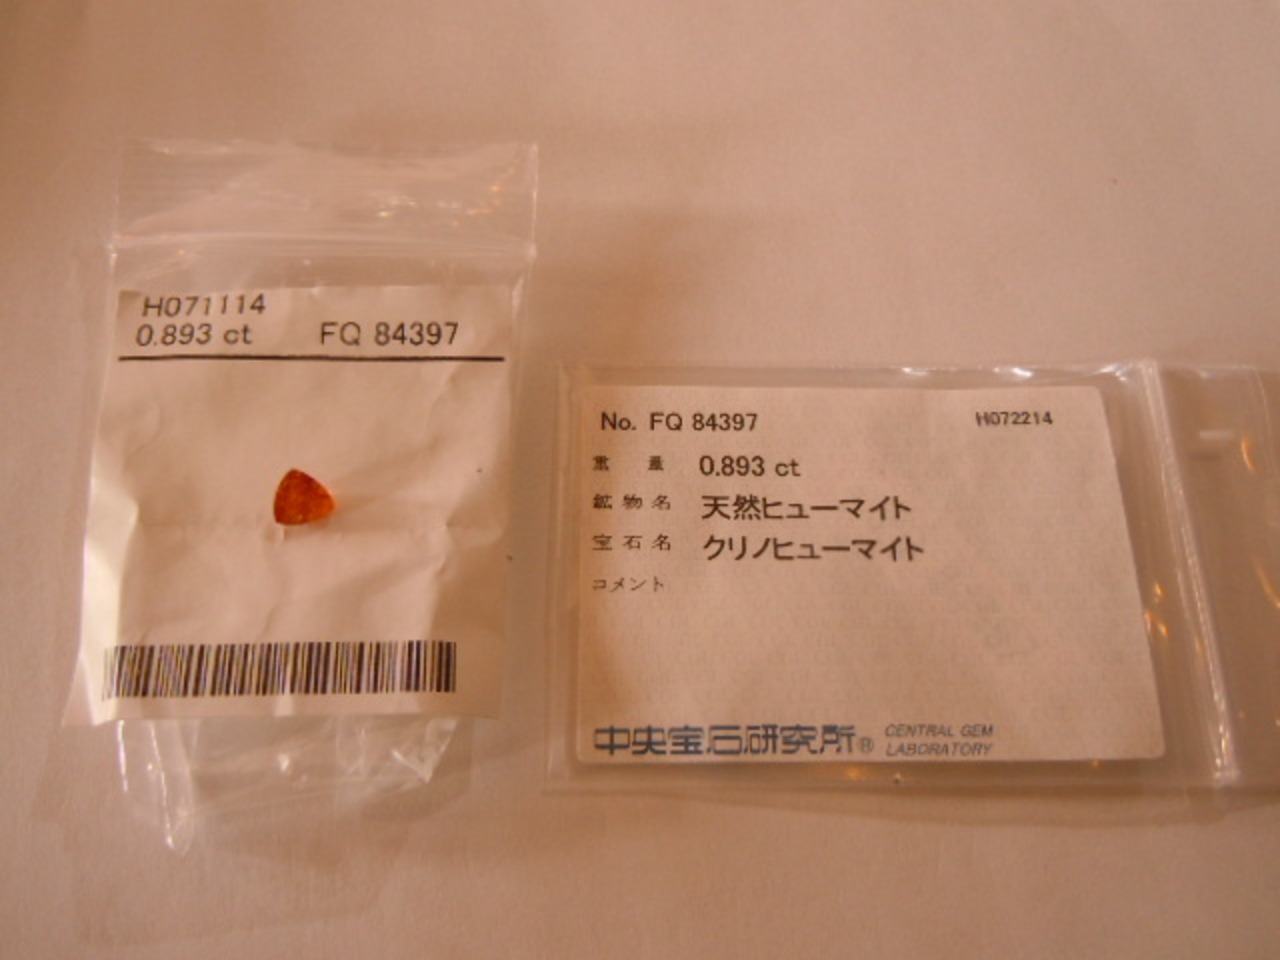 H071114
0.893 ct FQ 84397
No. FQ 84397 H072214
重量 0.893 ct
鉱物名 天然ヒューマイト
宝石名 クリノヒューマイト
コメント
中央宝石研究所® CENTRAL GEM
LABORATORY